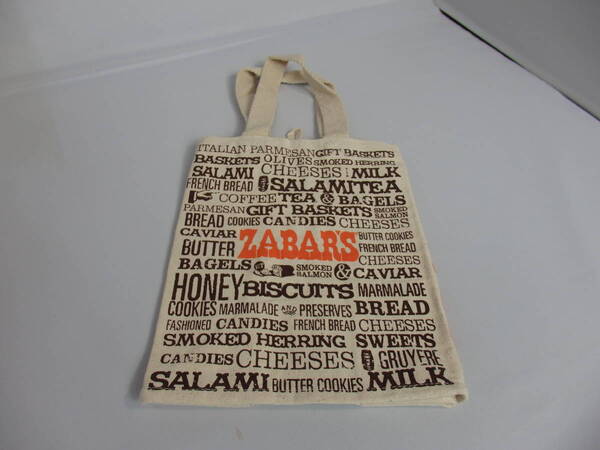 ITALIAN PARMESAN GIFT BASKETS
BASKETS OLIVES SMOKED HERRING
SALAMI CHEESES MILK
FRENCH BREAD SALAMI TEA
COFFEE TEA & BAGELS
PARMESAN GIFT BASKETS SMOKED SALMON
BREAD COOKIES CANDIES CHEESES
CAVIAR ZABAR'S BUTTER COOKIES
BUTTER FRENCH BREAD
CHEESES
BAGELS SMOKED SALMON & CAVIAR
HONEY BISCUITS MARMALADE
COOKIES MARMALADE AND PRESERVES BREAD
FASHIONED CANDIES FRENCH BREAD CHEESES
SMOKED HERRING SWEETS
CANDIES CHEESES GRUYERE
SALAMI BUTTER COOKIES MILK